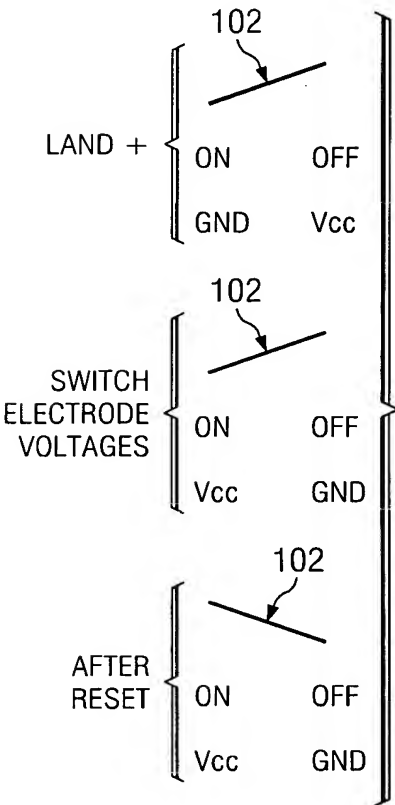 102
LAND +
ON OFF
GND Vcc
102
SWITCH
ELECTRODE
VOLTAGES
ON OFF
Vcc GND
102
AFTER
RESET
ON OFF
Vcc GND